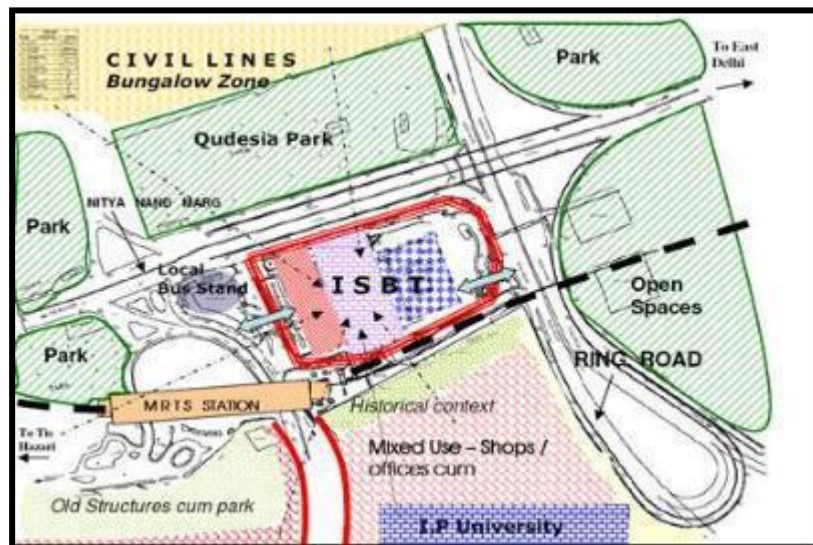 CIVIL LINES
Bungalow Zone
Park
To East
Delhi
Qudesia Park
NITYA NAND MARG
Park
Local
Bus Stand
ISBT
Open
Spaces
Park
RING ROAD
MRTS STATION
Historical context
To Tis
Hazari
Mixed Use – Shops /
offices cum
Old Structures cum park
I.P University